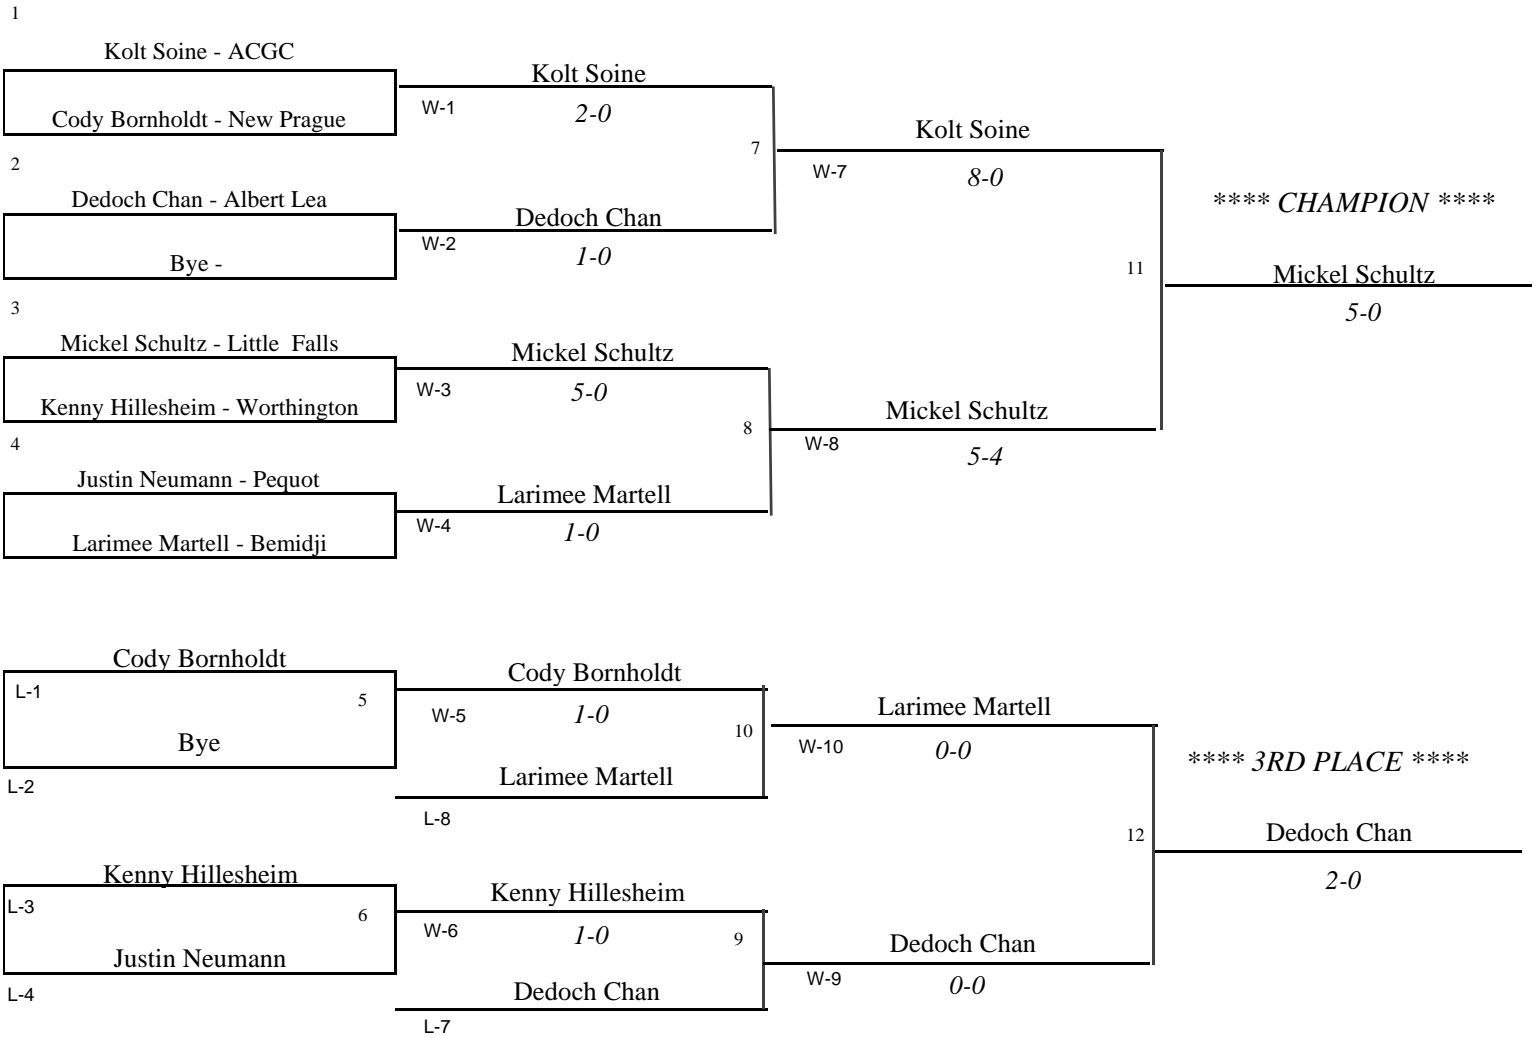 1
Kolt Soine - ACGC
Kolt Soine
W-1
2-0
Cody Bornholdt - New Prague
Kolt Soine
7
2
W-7
8-0
Dedoch Chan - Albert Lea
**** CHAMPION ****
Dedoch Chan
W-2
1-0
Bye -
11
Mickel Schultz
3
5-0
Mickel Schultz - Little  Falls
Mickel Schultz
W-3
5-0
Kenny Hillesheim - Worthington
Mickel Schultz
8
4
W-8
5-4
Justin Neumann - Pequot
Larimee Martell
W-4
1-0
Larimee Martell - Bemidji
Cody Bornholdt
Cody Bornholdt
L-1
5
W-5
1-0
Larimee Martell
10
Bye
W-10
0-0
**** 3RD PLACE ****
Larimee Martell
L-2
L-8
12
Dedoch Chan
Kenny Hillesheim
2-0
Kenny Hillesheim
L-3
6
W-6
1-0
9
Dedoch Chan
Justin Neumann
W-9
0-0
L-4
Dedoch Chan
L-7